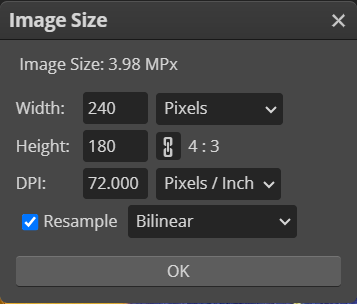 Image Size
Image Size: 3.98 MPx
Width: 240 Pixels
Height: 180 4 : 3
DPI: 72.000 Pixels / Inch
Resample Bilinear
OK